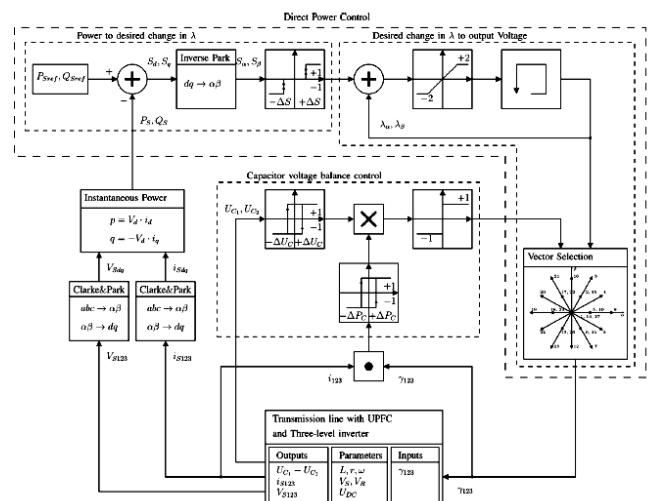 Direct Power Control
Power to desired change in λ
Desired change in λ to output Voltage
P_Sref, Q_Sref
+
−
S_d, S_q
Inverse Park
dq → αβ
S_α, S_β
+1
−1
−ΔS +ΔS
+2
−2
λ_α, λ_β
P_S, Q_S
Instantaneous Power
p = V_d · i_d
q = −V_d · i_q
Capacitor voltage balance control
U_C1, U_C2
+1
−1
−ΔU_C +ΔU_C
+1
−1
+1
−1
−ΔP_C +ΔP_C
Vector Selection
V_Sdq
i_Sdq
Clarke&Park
abc → αβ
αβ → dq
Clarke&Park
abc → αβ
αβ → dq
V_S123
i_S123
i_123
γ_123
Transmission line with UPFC
and Three-level inverter
Outputs
U_C1 − U_C2
i_S123
V_S123
Parameters
L, r, ω
V_S, V_R
U_DC
Inputs
γ_123
γ_123